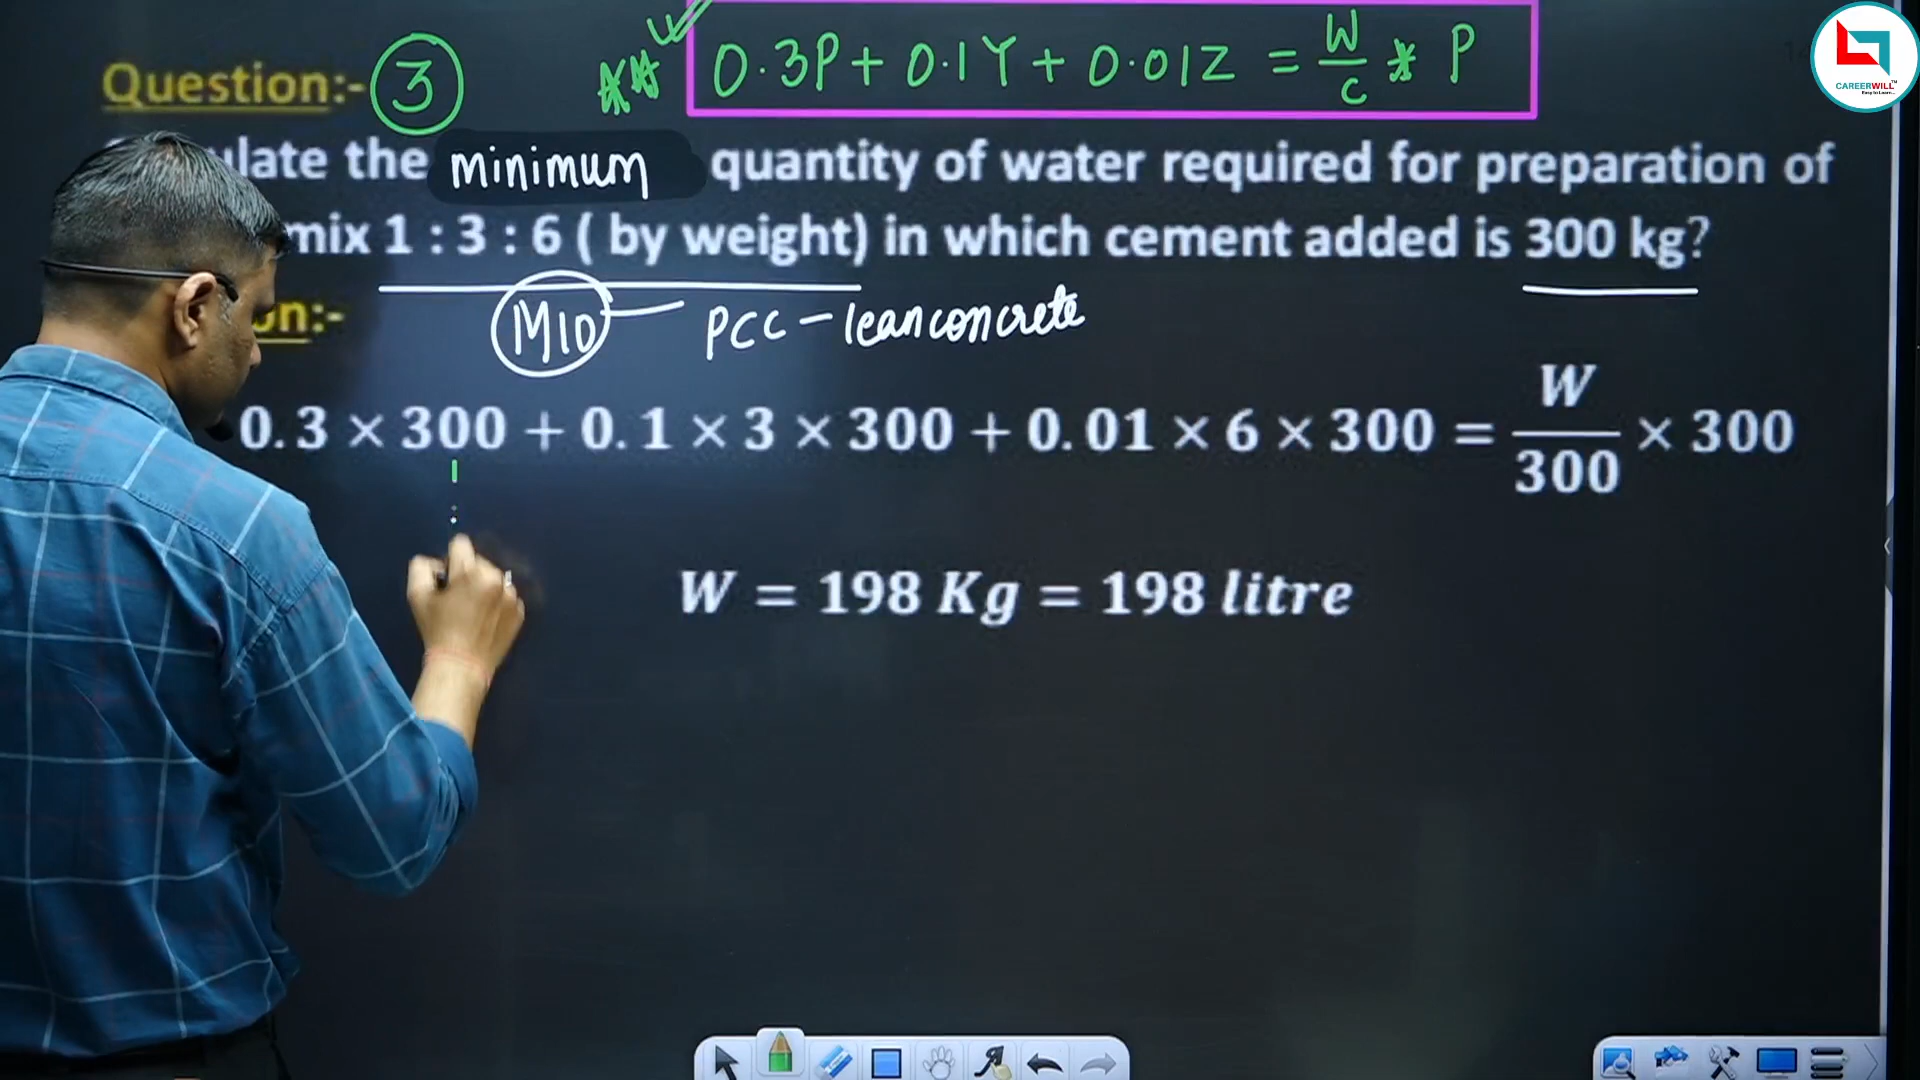 0.3P + 0.1Y + 0.01Z = W/C * P
Question:- 3
late the minimum quantity of water required for preparation of
mix 1 : 3 : 6 ( by weight) in which cement added is 300 kg?
M10 — PCC - lean concrete
on:-
0.3 × 300 + 0.1 × 3 × 300 + 0.01 × 6 × 300 = W/300 × 300
W = 198 Kg = 198 litre
CAREERWILL